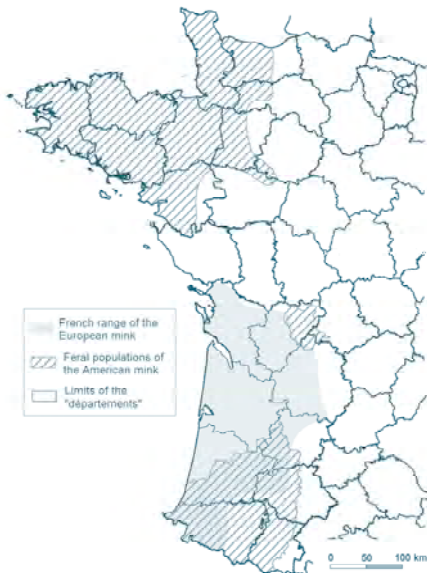 French range of the
European mink
Feral populations of
the American mink
Limits of the
"départements"
0 50 100 km